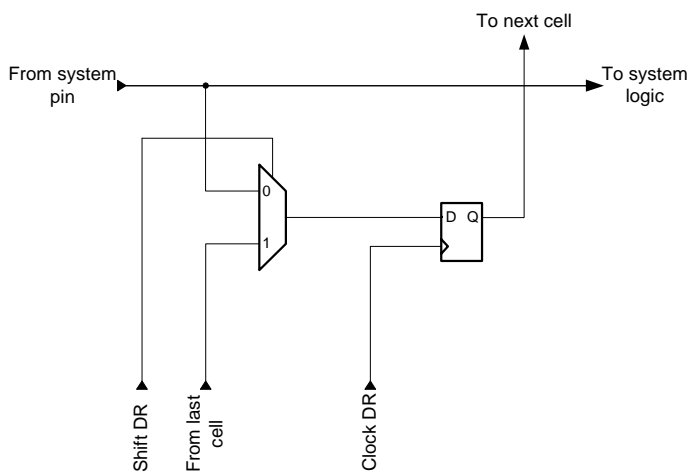 To next cell
From system
pin
To system
logic
0
1
D Q
Shift DR
From last
cell
Clock DR